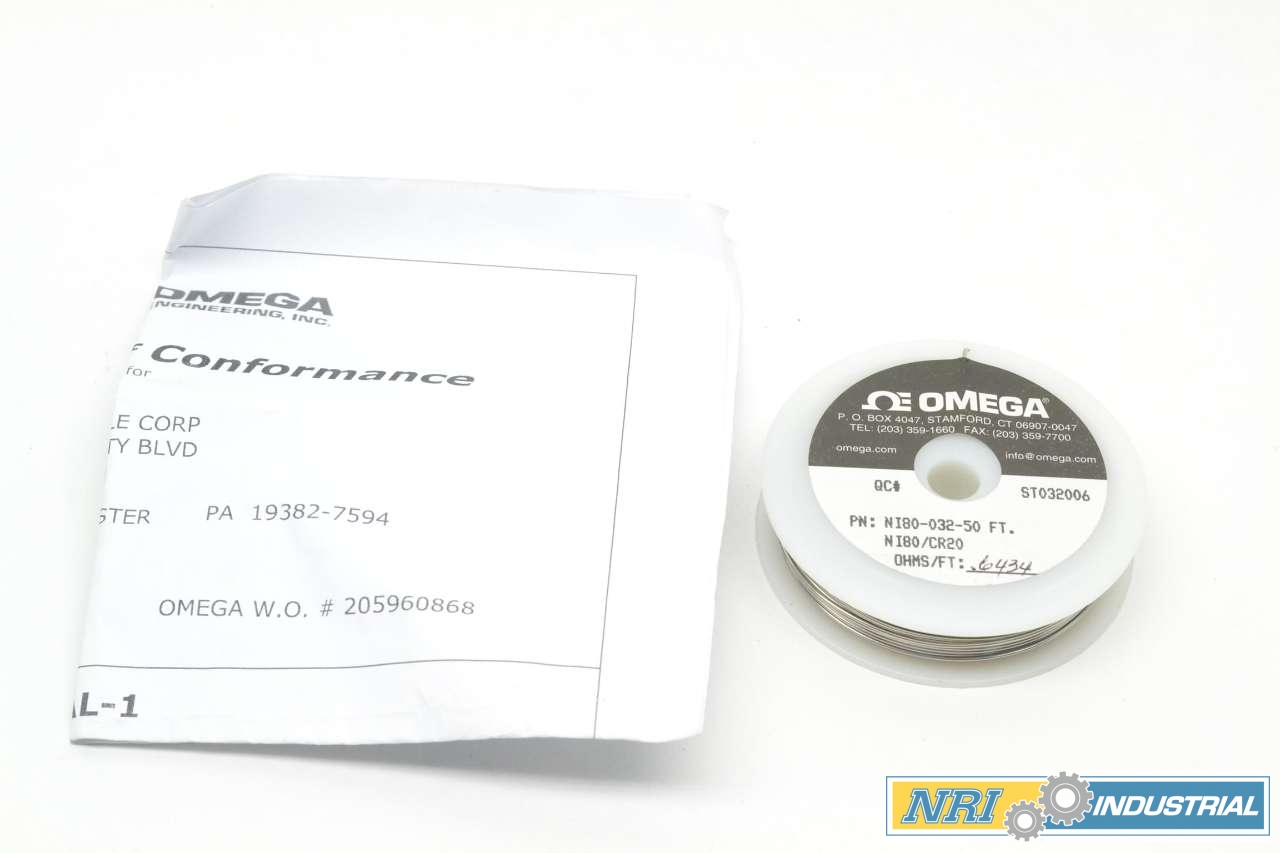 OMEGA
ENGINEERING, INC.
f Conformance
for
LE CORP
TY BLVD
STER PA 19382-7594
OMEGA W.O. # 205960868
AL-1
OMEGA®
P. O. BOX 4047, STAMFORD, CT 06907-0047
TEL: (203) 359-1660 FAX: (203) 359-7700
omega.com info@omega.com
QC# ST032006
PN: NI80-032-50 FT.
NI80/CR20
OHMS/FT: .6434
NRI INDUSTRIAL